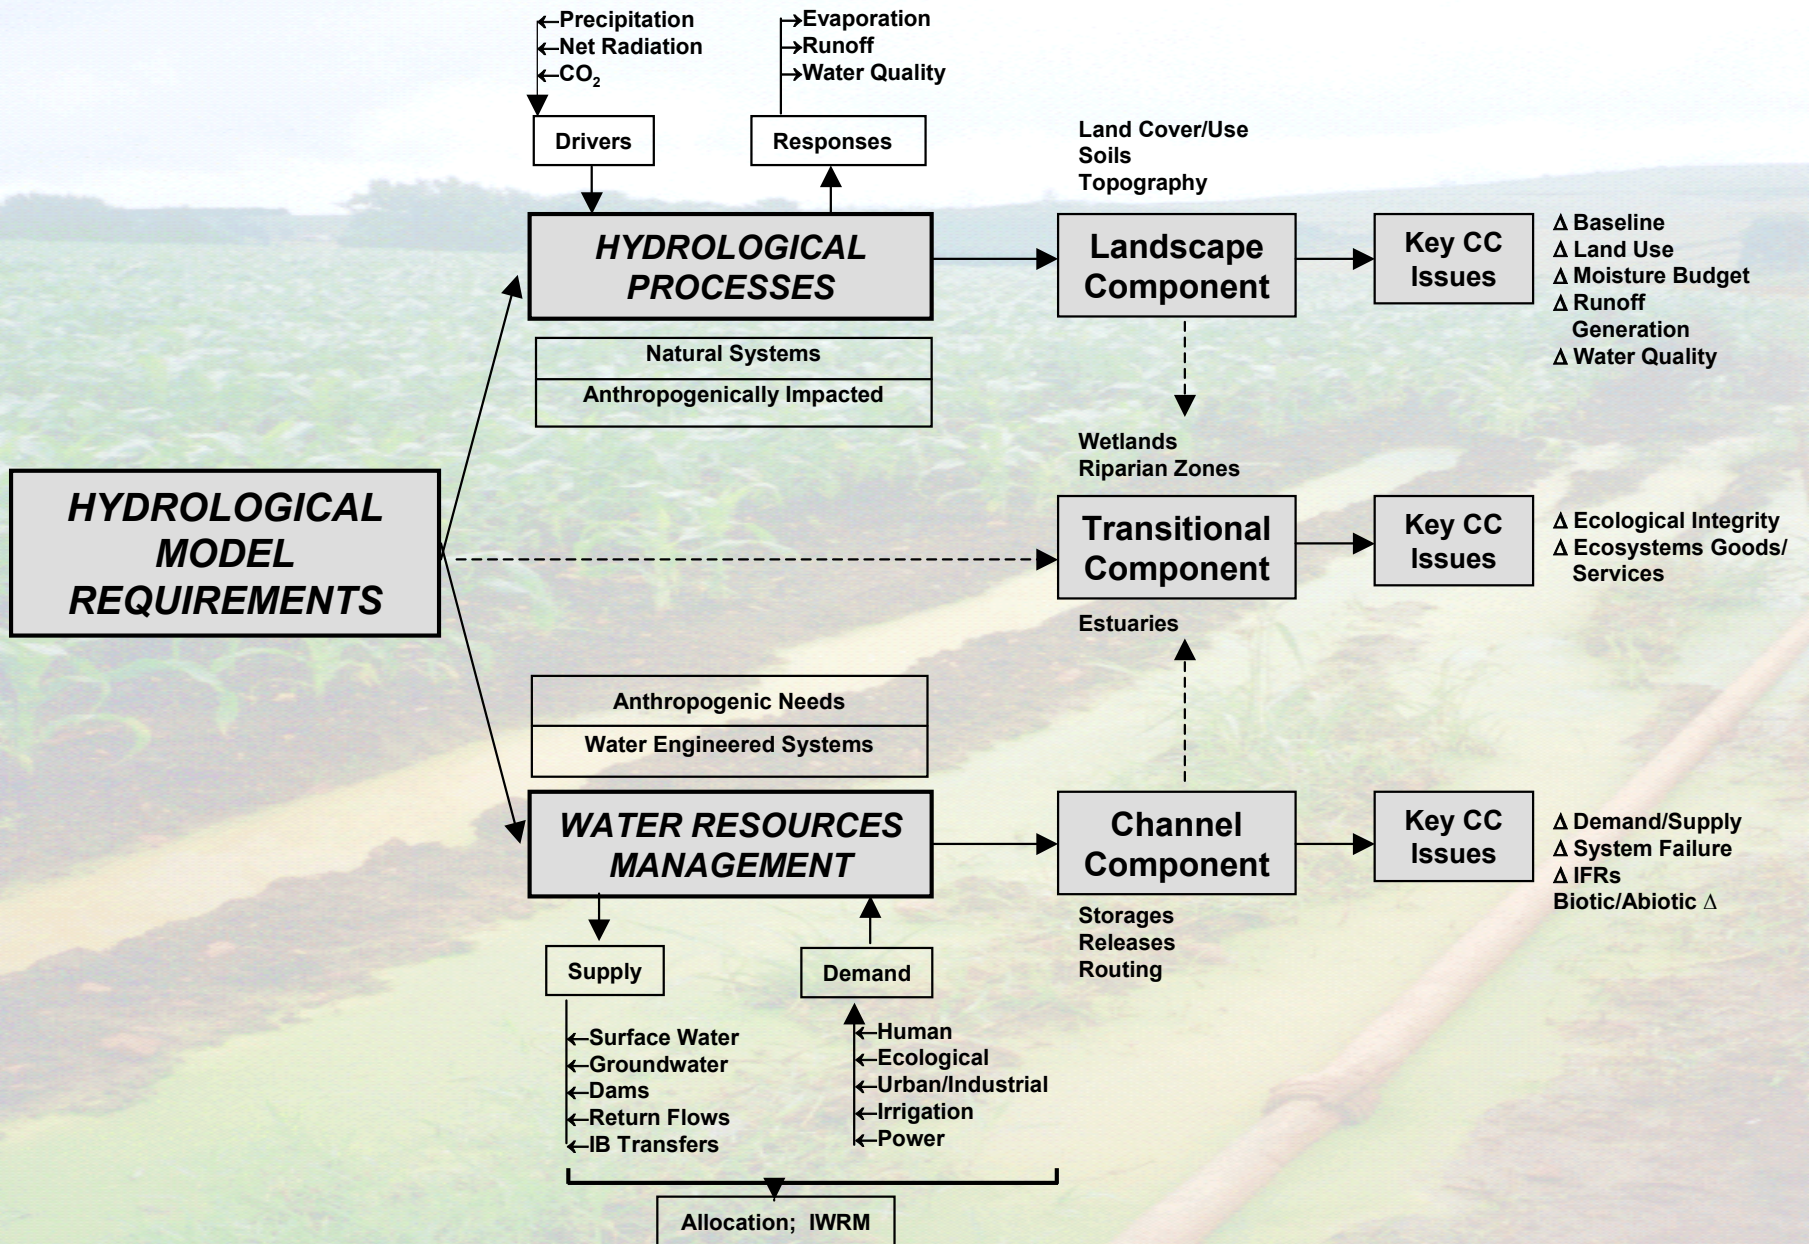 ←Precipitation
←Net Radiation
←CO₂
→Evaporation
→Runoff
→Water Quality
Drivers
Responses
Land Cover/Use
Soils
Topography
HYDROLOGICAL
PROCESSES
Landscape
Component
Key CC
Issues
Δ Baseline
Δ Land Use
Δ Moisture Budget
Δ Runoff
Generation
Δ Water Quality
Natural Systems
Anthropogenically Impacted
Wetlands
Riparian Zones
HYDROLOGICAL
MODEL
REQUIREMENTS
Transitional
Component
Key CC
Issues
Δ Ecological Integrity
Δ Ecosystems Goods/
Services
Estuaries
Anthropogenic Needs
Water Engineered Systems
WATER RESOURCES
MANAGEMENT
Channel
Component
Key CC
Issues
Δ Demand/Supply
Δ System Failure
Δ IFRs
Biotic/Abiotic Δ
Storages
Releases
Routing
Supply
Demand
←Surface Water
←Groundwater
←Dams
←Return Flows
←IB Transfers
←Human
←Ecological
←Urban/Industrial
←Irrigation
←Power
Allocation; IWRM